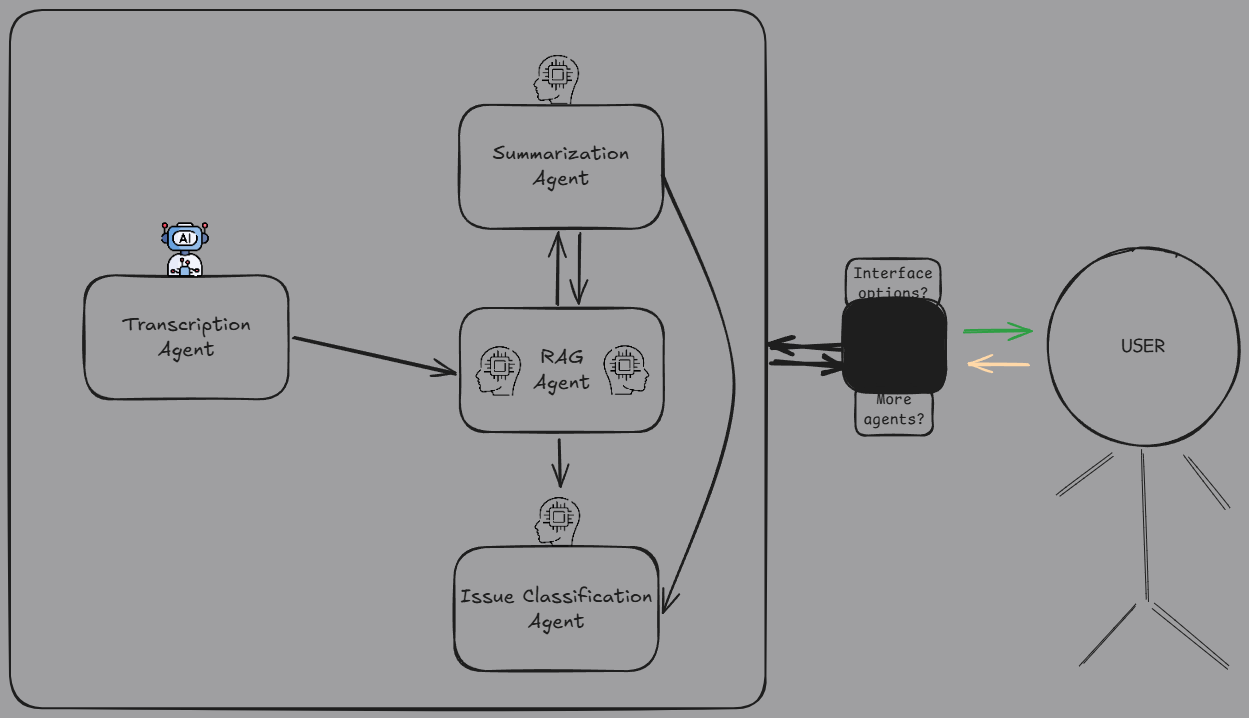 Summarization
Agent
AI
Transcription
Agent
RAG
Agent
Issue Classification
Agent
Interface
options?
More
agents?
USER